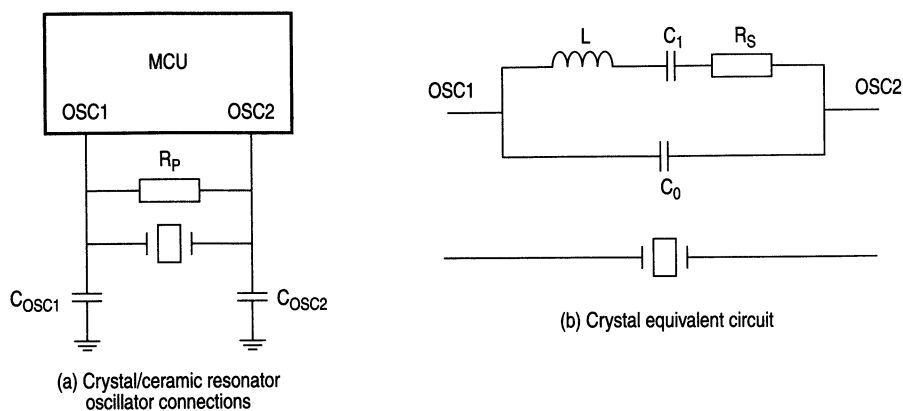 MCU
OSC1 OSC2
R_P
C_OSC1 C_OSC2
(a) Crystal/ceramic resonator
oscillator connections
L C_1 R_S
OSC1 OSC2
C_0
(b) Crystal equivalent circuit